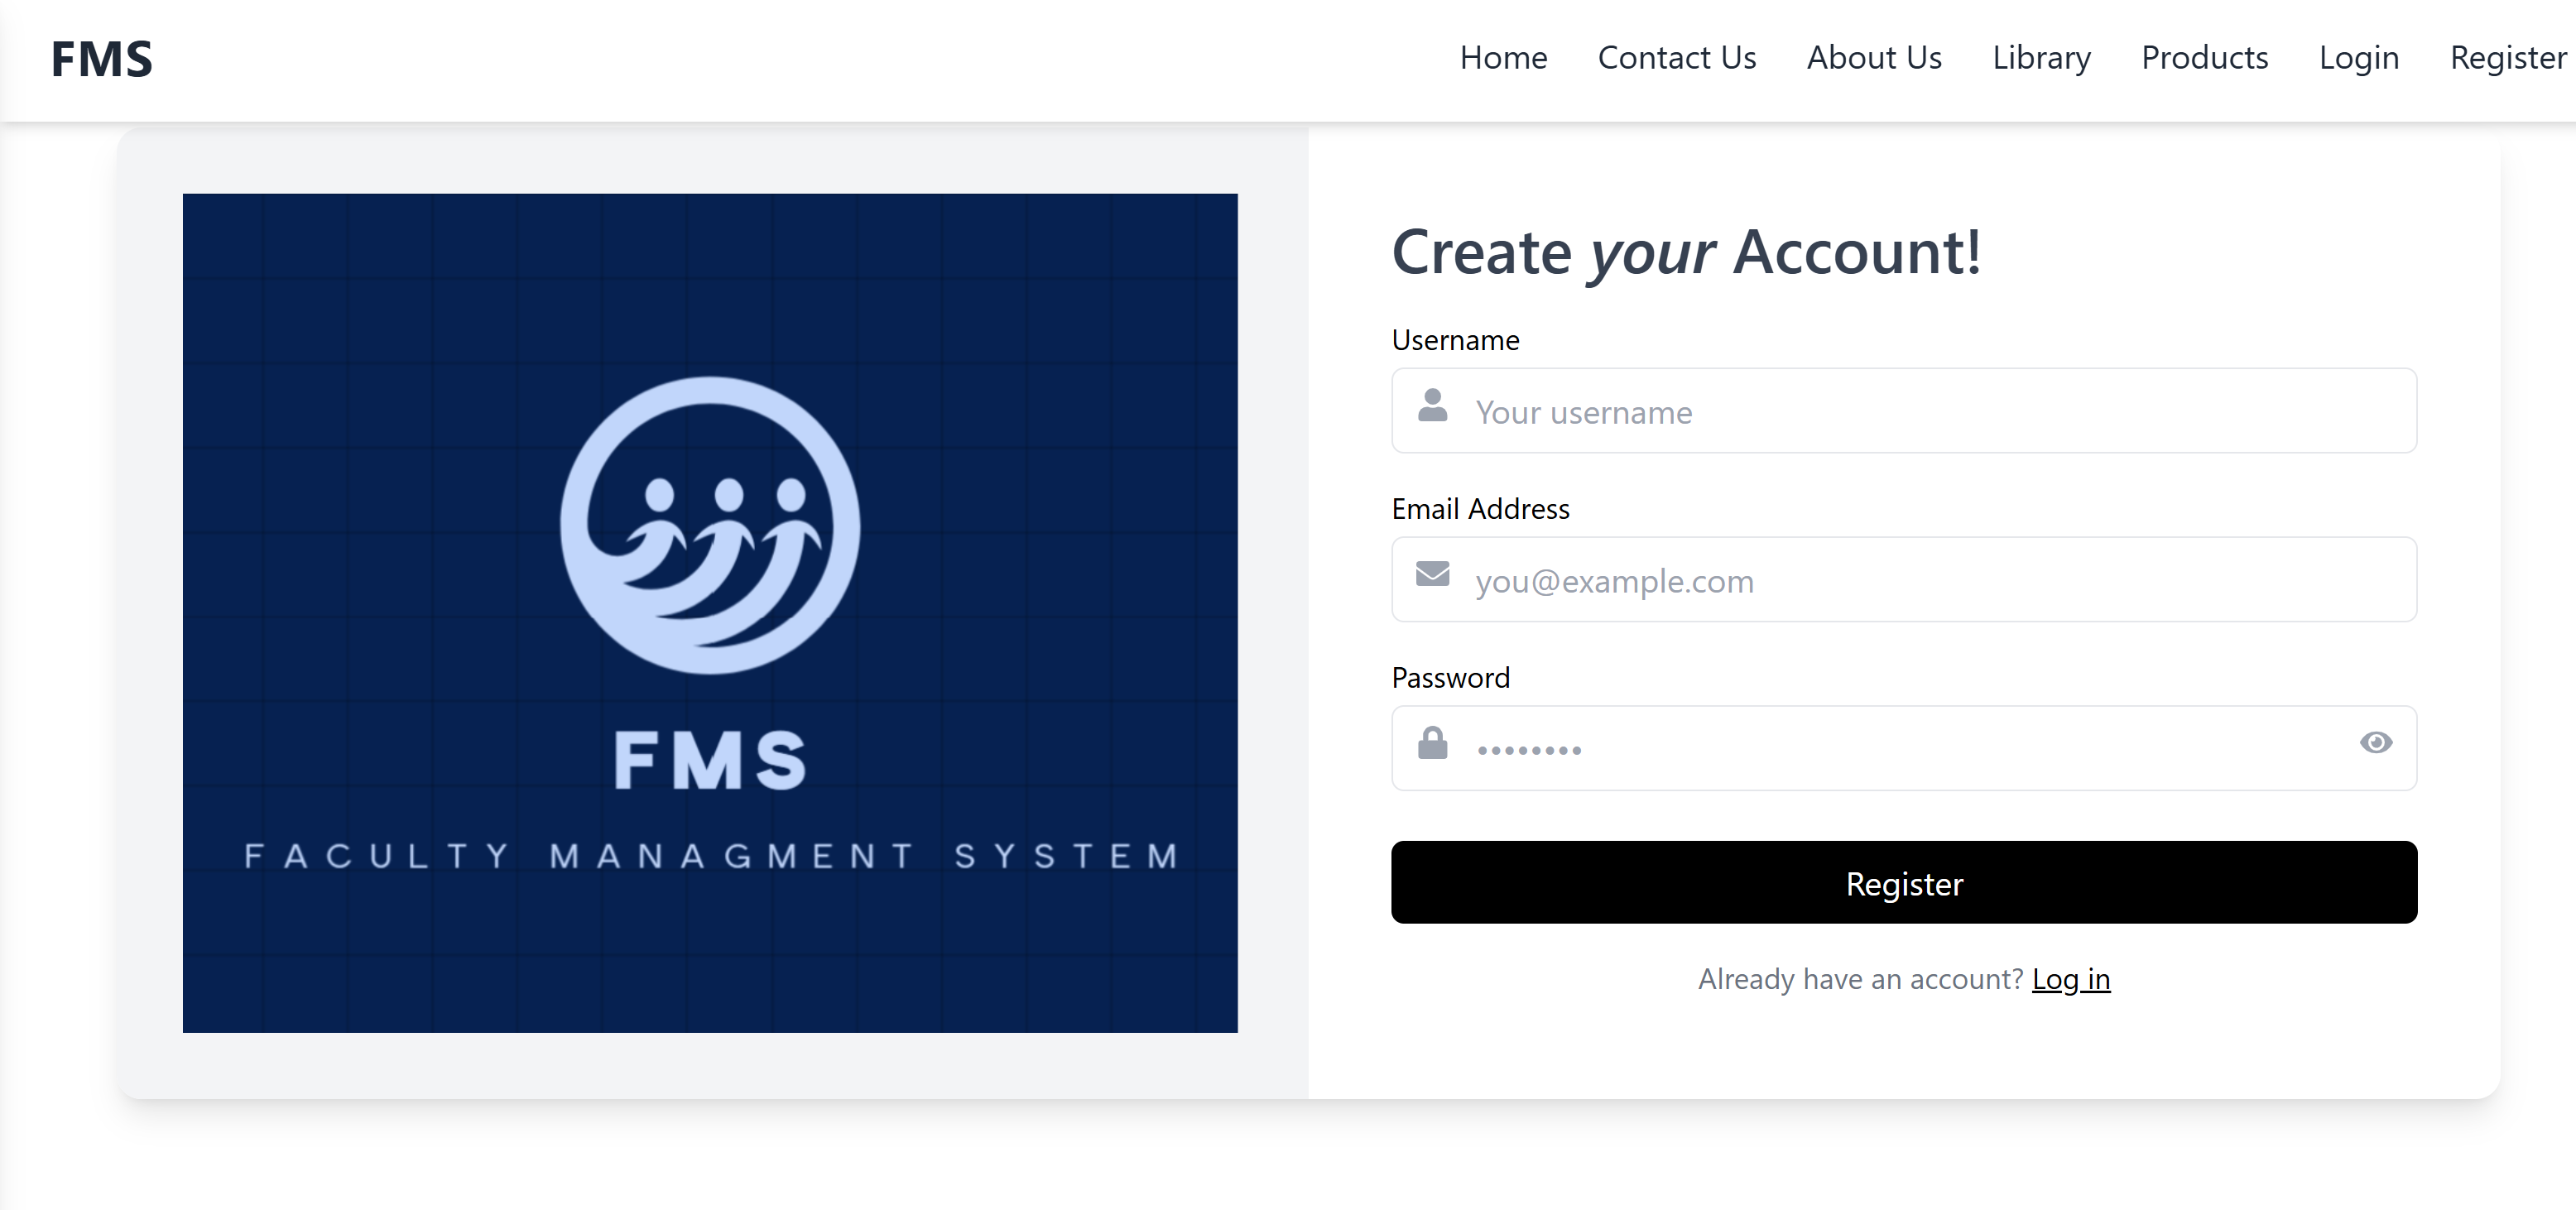 FMS
Home Contact Us About Us Library Products Login Register
FMS
FACULTY MANAGMENT SYSTEM
Create your Account!
Username
Your username
Email Address
you@example.com
Password
••••••••
Register
Already have an account? Log in